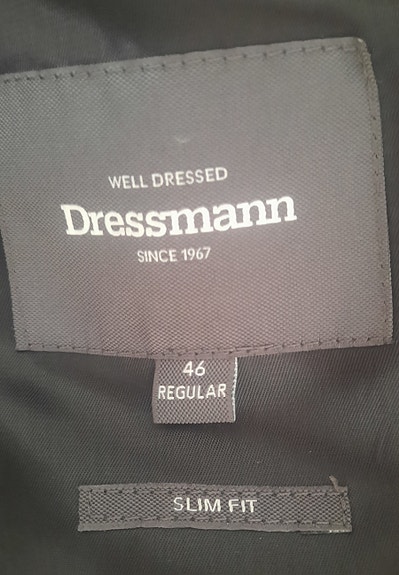 WELL DRESSED
Dressmann
SINCE 1967
46
REGULAR
SLIM FIT